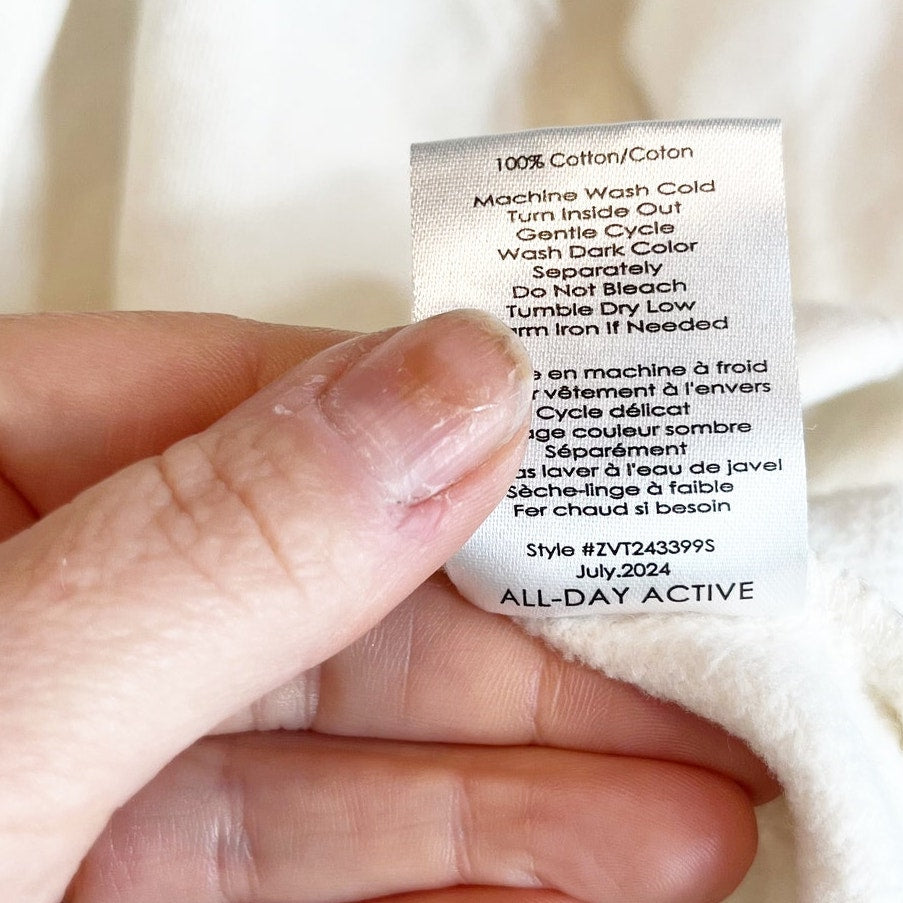 100% Cotton/Coton
Machine Wash Cold
Turn Inside Out
Gentle Cycle
Wash Dark Color
Separately
Do Not Bleach
Tumble Dry Low
Iron If Needed
en machine à froid
vêtement à l'envers
Cycle délicat
couleur sombre
Séparément
laver à l'eau de javel
Sèche-linge à faible
Fer chaud si besoin
Style #ZVT243399S
July.2024
ALL-DAY ACTIVE